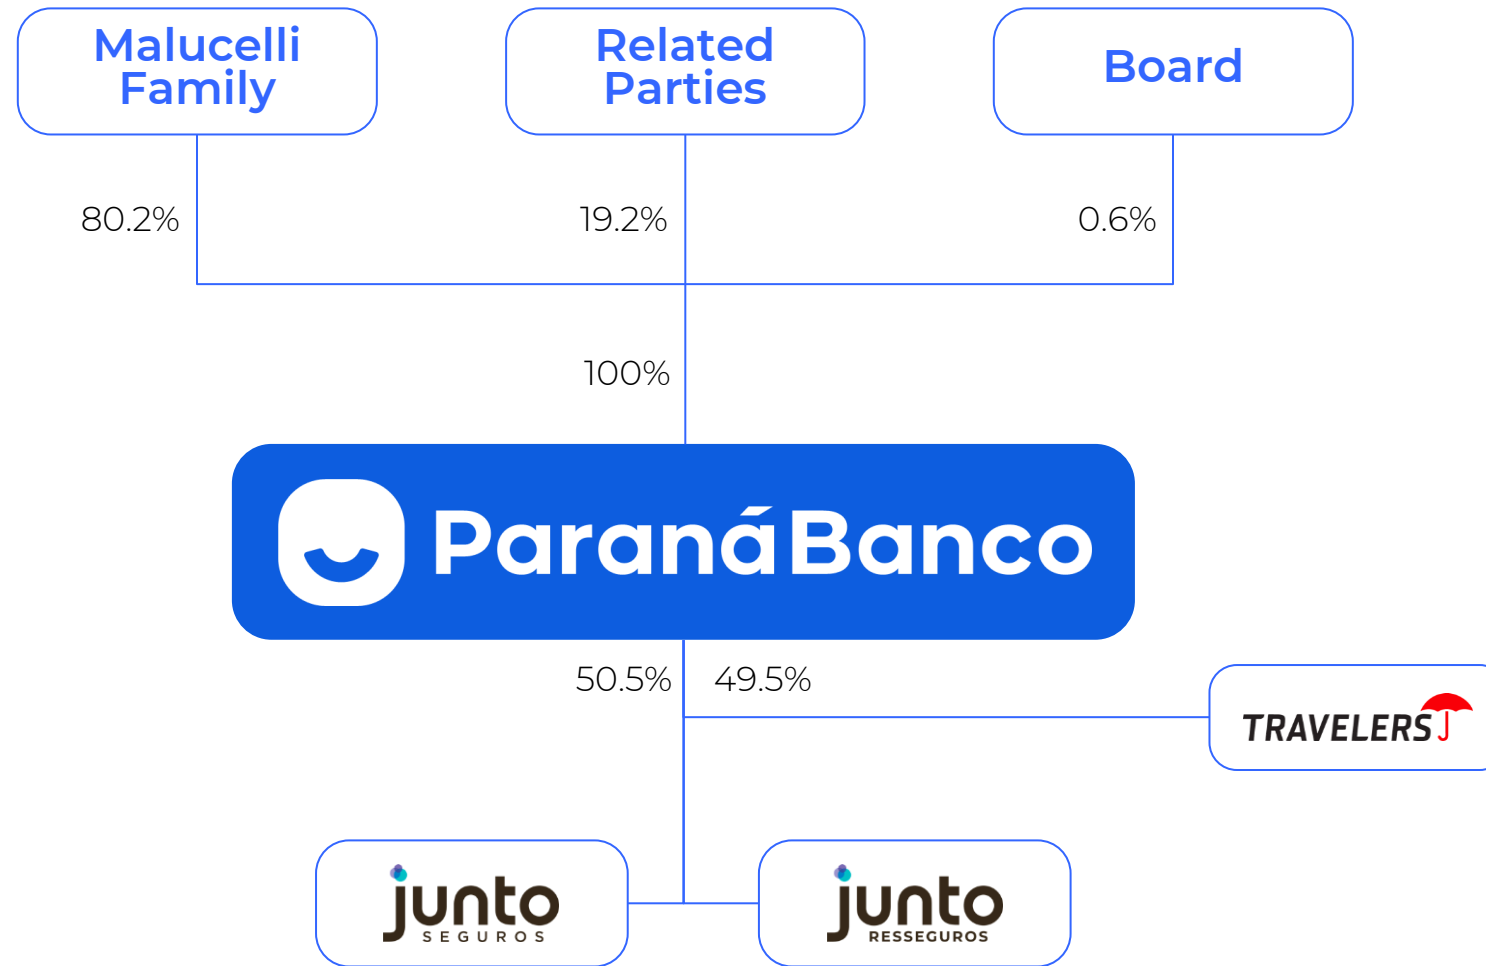 Malucelli
Family
Related
Parties
Board
80.2%
19.2%
0.6%
100%
ParanáBanco
50.5%
49.5%
TRAVELERS
junto
SEGUROS
junto
RESSEGUROS